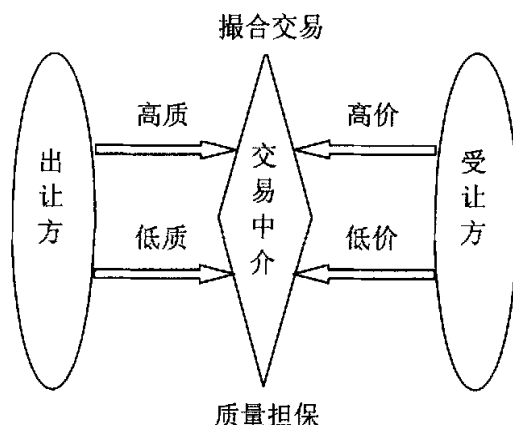 撮合交易
高质
高价
出让方
交易中介
受让方
低质
低价
质量担保